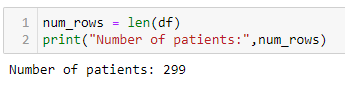 1 num_rows = len(df)
2 print("Number of patients:",num_rows)
Number of patients: 299